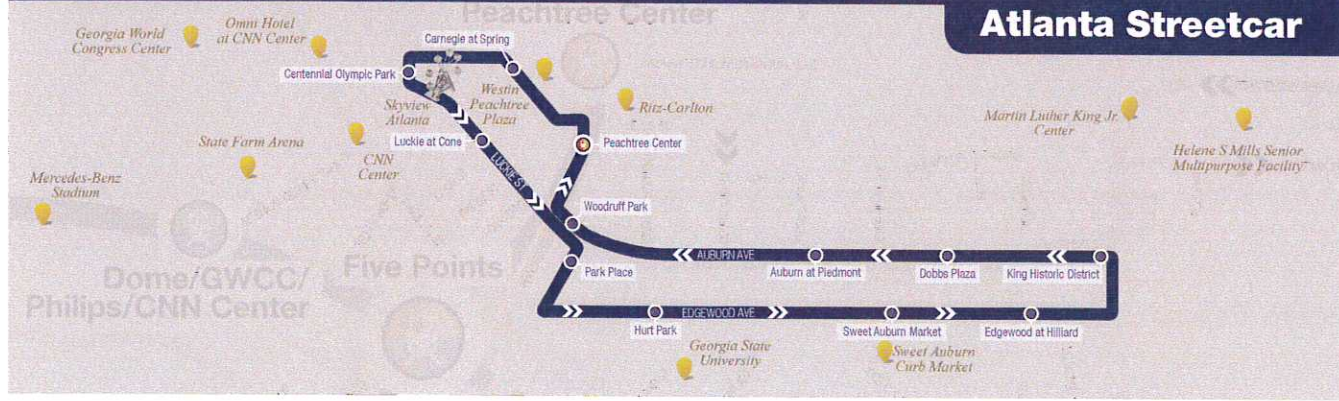 Atlanta Streetcar
Peachtree Center
Georgia World
Congress Center
Omni Hotel
at CNN Center
Carnegie at Spring
Centennial Olympic Park
Skyview
Atlanta
Westin
Peachtree
Plaza
Ritz-Carlton
Martin Luther King Jr.
Center
Helene S Mills Senior
Multipurpose Facility
State Farm Arena
CNN
Center
Luckie at Cone
Peachtree Center
LUCKIE ST
Mercedes-Benz
Stadium
Woodruff Park
AUBURN AVE
Park Place
Auburn at Piedmont
Dobbs Plaza
King Historic District
Five Points
Dome/GWCC/
Philips/CNN Center
EDGEWOOD AVE
Hurt Park
Sweet Auburn Market
Edgewood at Hilliard
Georgia State
University
Sweet Auburn
Curb Market